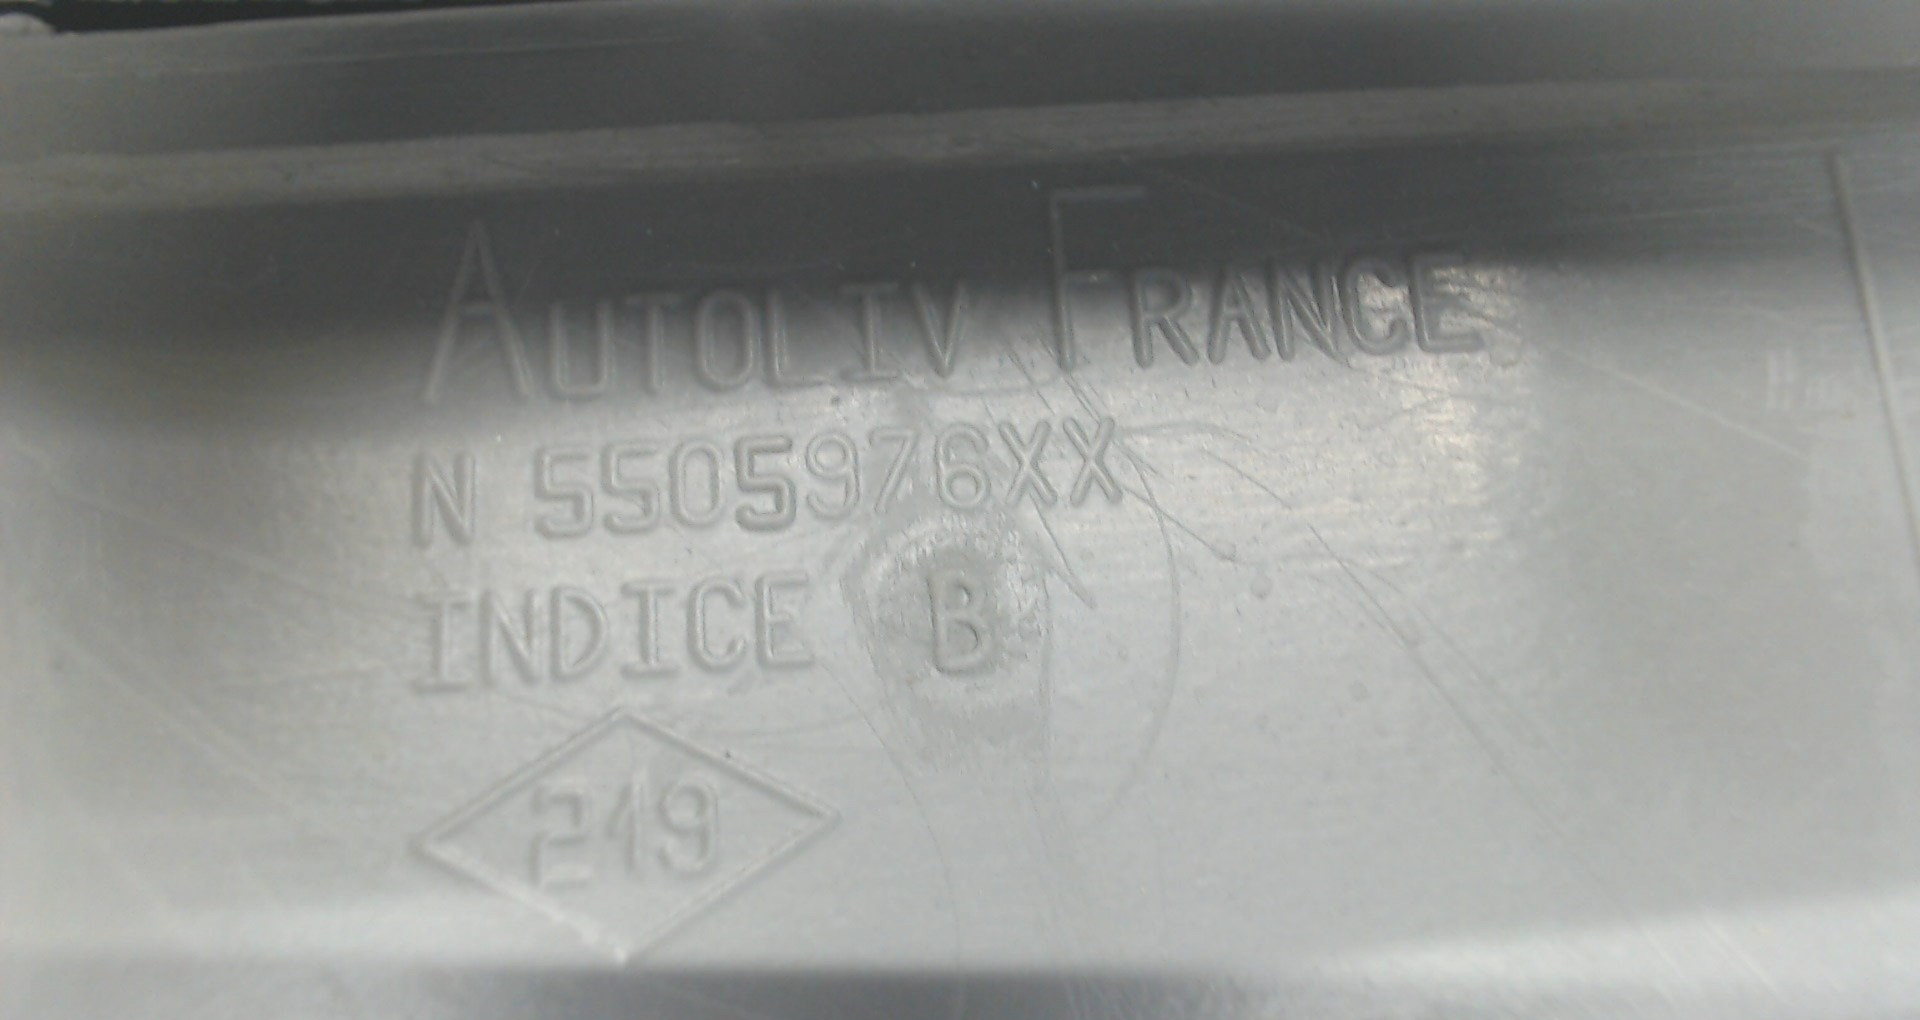 AUTOLIV FRANCE
N 5505976XX
INDICE B
219